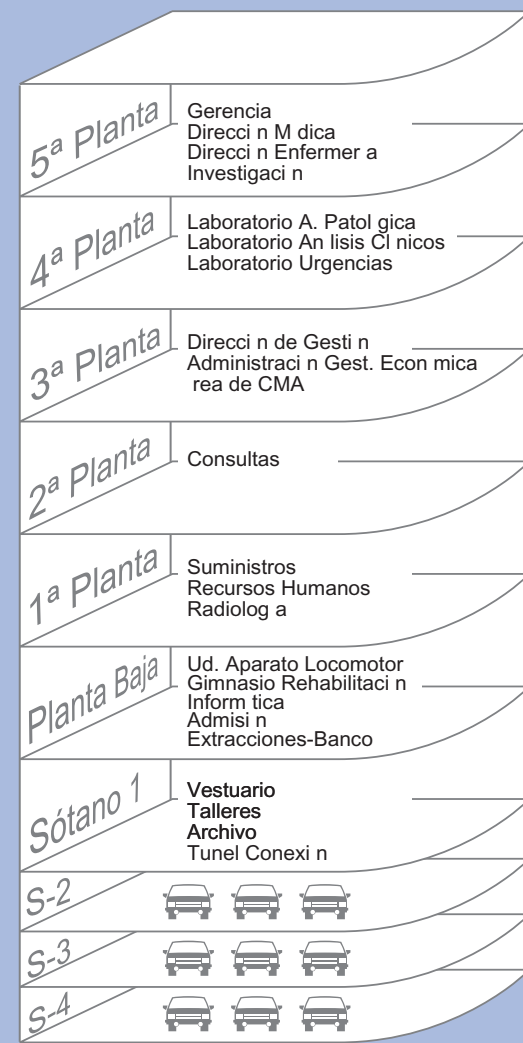 5ª Planta
Gerencia
Direcci n M dica
Direcci n Enfermer a
Investigaci n
4ª Planta
Laboratorio A. Patol gica
Laboratorio An lisis Cl nicos
Laboratorio Urgencias
3ª Planta
Direcci n de Gesti n
Administraci n Gest. Econ mica
rea de CMA
2ª Planta
Consultas
1ª Planta
Suministros
Recursos Humanos
Radiolog a
Planta Baja
Ud. Aparato Locomotor
Gimnasio Rehabilitaci n
Inform tica
Admisi n
Extracciones-Banco
Sótano 1
Vestuario
Talleres
Archivo
Tunel Conexi n
S-2
S-3
S-4